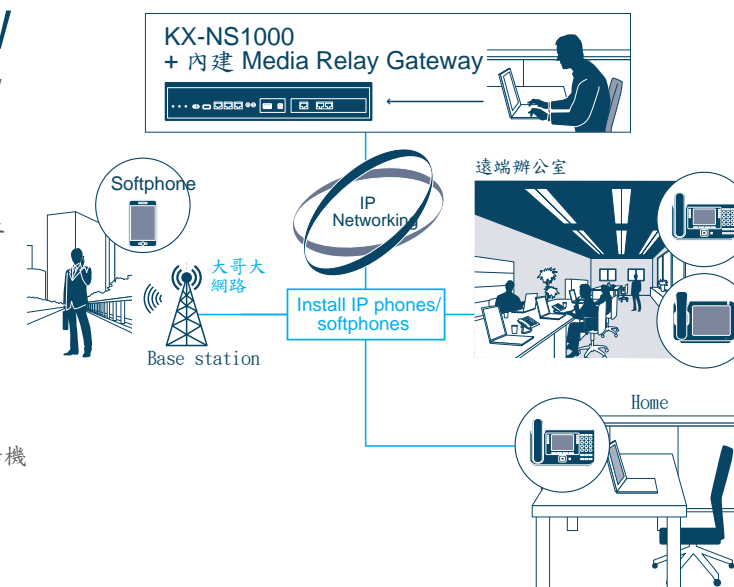 KX-NS1000
+ 內建 Media Relay Gateway
遠端辦公室
Softphone
IP
Networking
大哥大
網路
Install IP phones/
softphones
Base station
Home
機